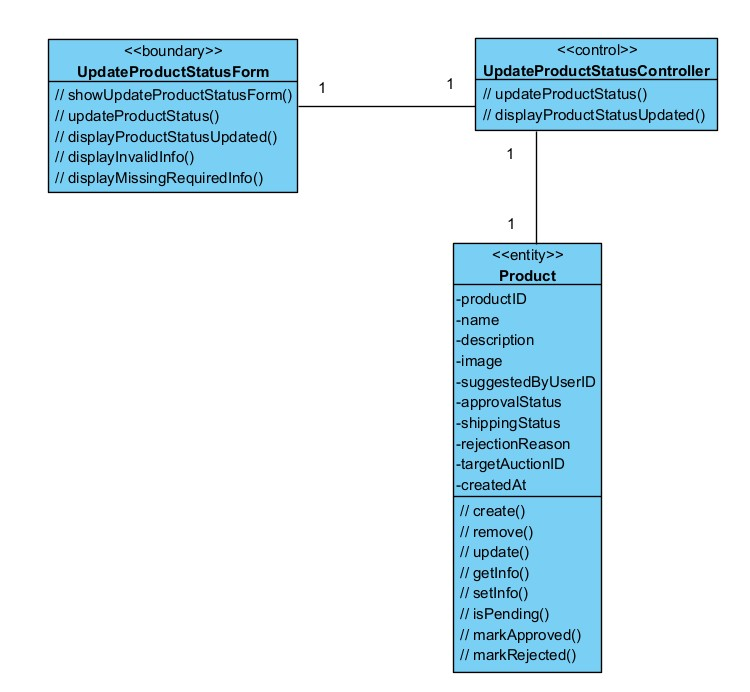 <<boundary>>
UpdateProductStatusForm
// showUpdateProductStatusForm()
// updateProductStatus()
// displayProductStatusUpdated()
// displayInvalidInfo()
// displayMissingRequiredInfo()
1
1
<<control>>
UpdateProductStatusController
// updateProductStatus()
// displayProductStatusUpdated()
1
1
<<entity>>
Product
-productID
-name
-description
-image
-suggestedByUserID
-approvalStatus
-shippingStatus
-rejectionReason
-targetAuctionID
-createdAt
// create()
// remove()
// update()
// getInfo()
// setInfo()
// isPending()
// markApproved()
// markRejected()